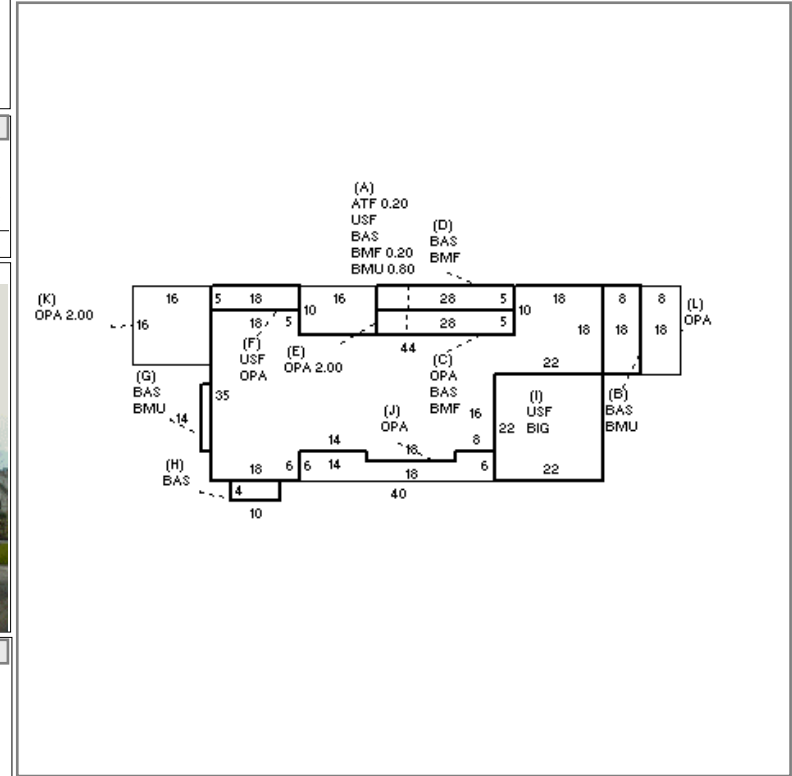 (A)
ATF 0.20
USF
BAS
BMF 0.20
BMU 0.80
(D)
BAS
BMF
(K)
OPA 2.00
16
16
5 18
16
28 5
18
8
8
(L)
OPA
10
10
18 5
28 5
18
18
18
(F)
USF
OPA
(E)
OPA 2.00
44
(C)
OPA
BAS
BMF
22
(G)
BAS
BMU
14
35
(J)
OPA
16
(I)
USF
BIG
22
(B)
BAS
BMU
14
18
8
(H)
BAS
18 6
6 14
18
6
22
4
10
40